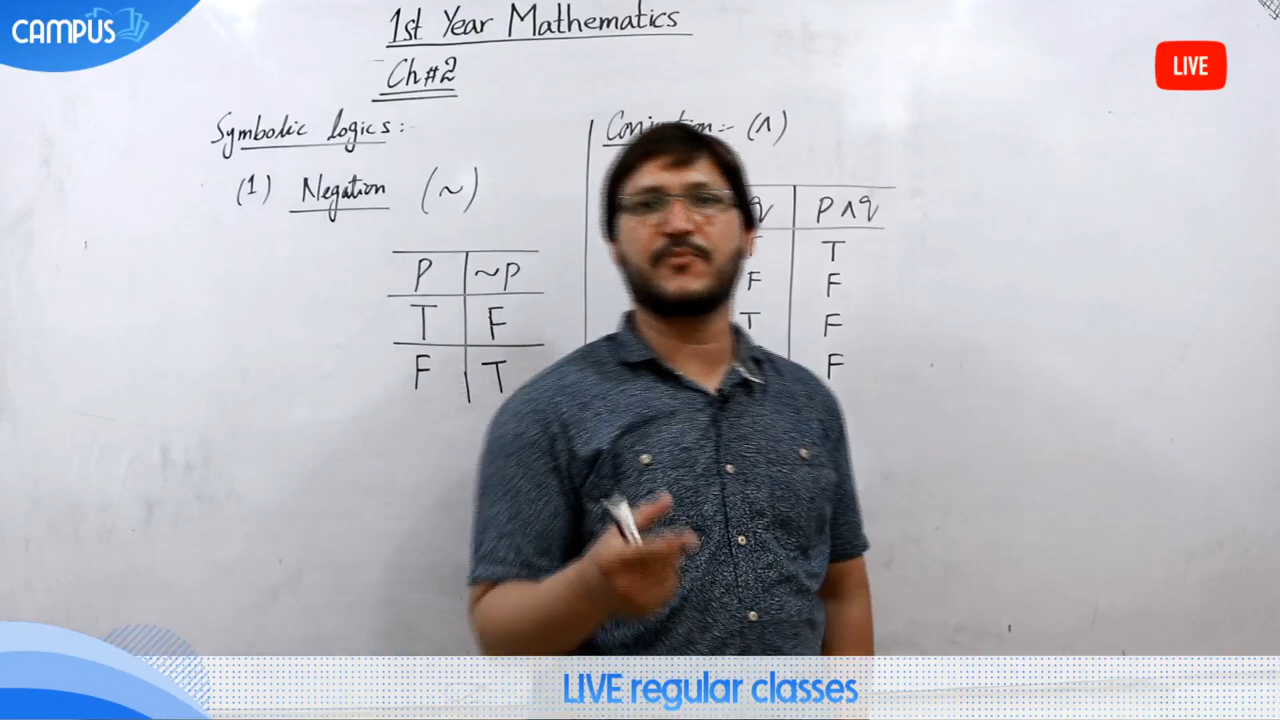 CAMPUS
LIVE
1st Year Mathematics
Ch#2
Symbolic logics:
(1) Negation (~)
P ~P
T F
F T
:- (∧)
q P∧q
T T
F F
T F
F
LIVE regular classes